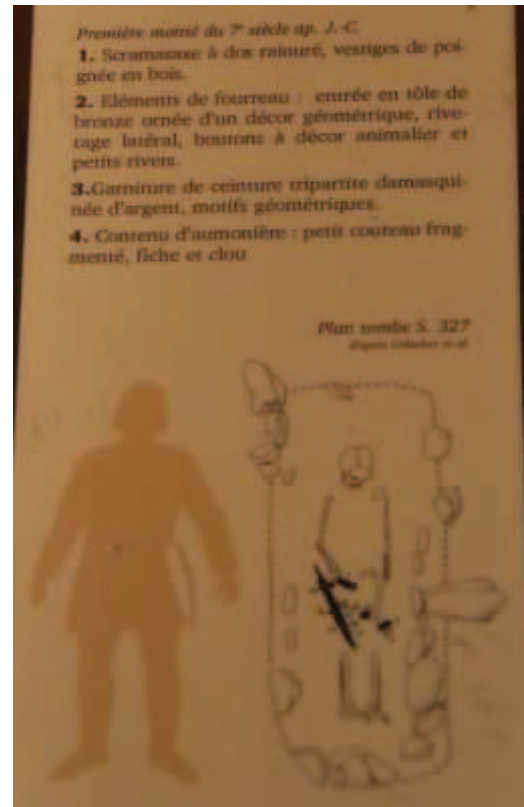 Première moitié du 7e siècle ap. J.-C.
1. Scramasaxe à dos rainuré, vestiges de poi-
gnée en bois.
2. Eléments de fourreau : entrée en tôle de
bronze ornée d'un décor géométrique, rive-
tage latéral, boutons à décor animalier et
petits rivets.
3.Garniture de ceinture tripartite damasqui-
née d'argent, motifs géométriques.
4. Contenu d'aumonière : petit couteau frag-
menté, fiche et clou
Plan tombe S. 327